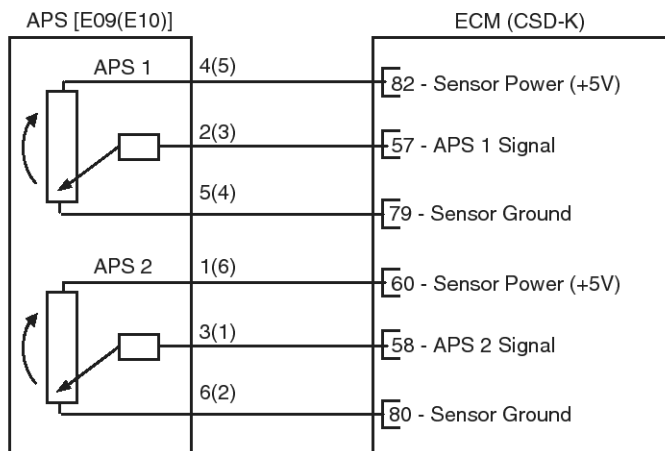 APS [E09(E10)]
ECM (CSD-K)
APS 1
4(5)
82 - Sensor Power (+5V)
2(3)
57 - APS 1 Signal
5(4)
79 - Sensor Ground
APS 2
1(6)
60 - Sensor Power (+5V)
3(1)
58 - APS 2 Signal
6(2)
80 - Sensor Ground